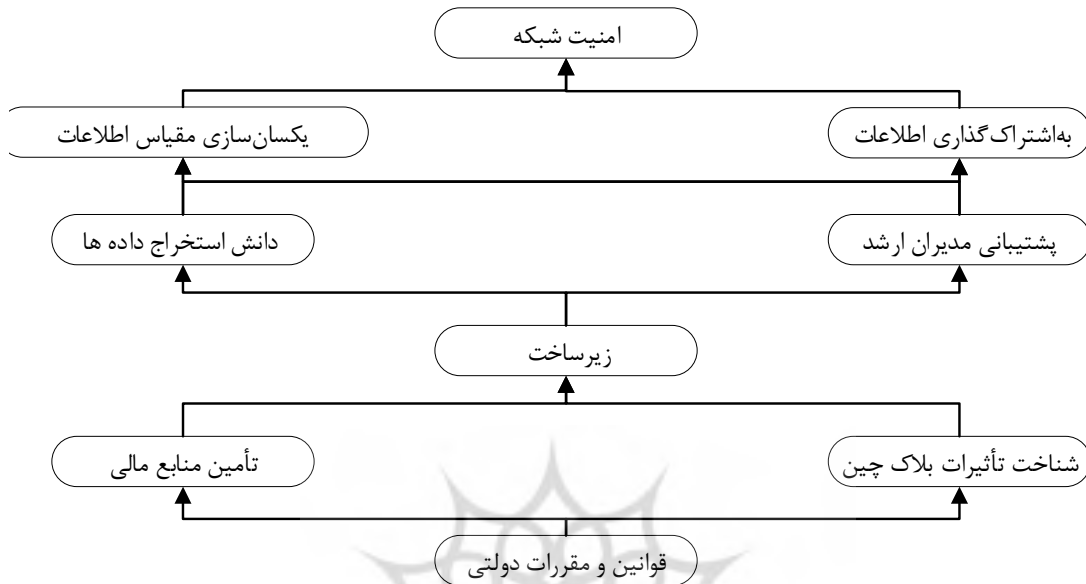 امنیت شبکه
به‌اشتراک‌گذاری اطلاعات
یکسان‌سازی مقیاس اطلاعات
پشتیبانی مدیران ارشد
دانش استخراج داده ها
زیرساخت
شناخت تأثیرات بلاک چین
تأمین منابع مالی
قوانین و مقررات دولتی